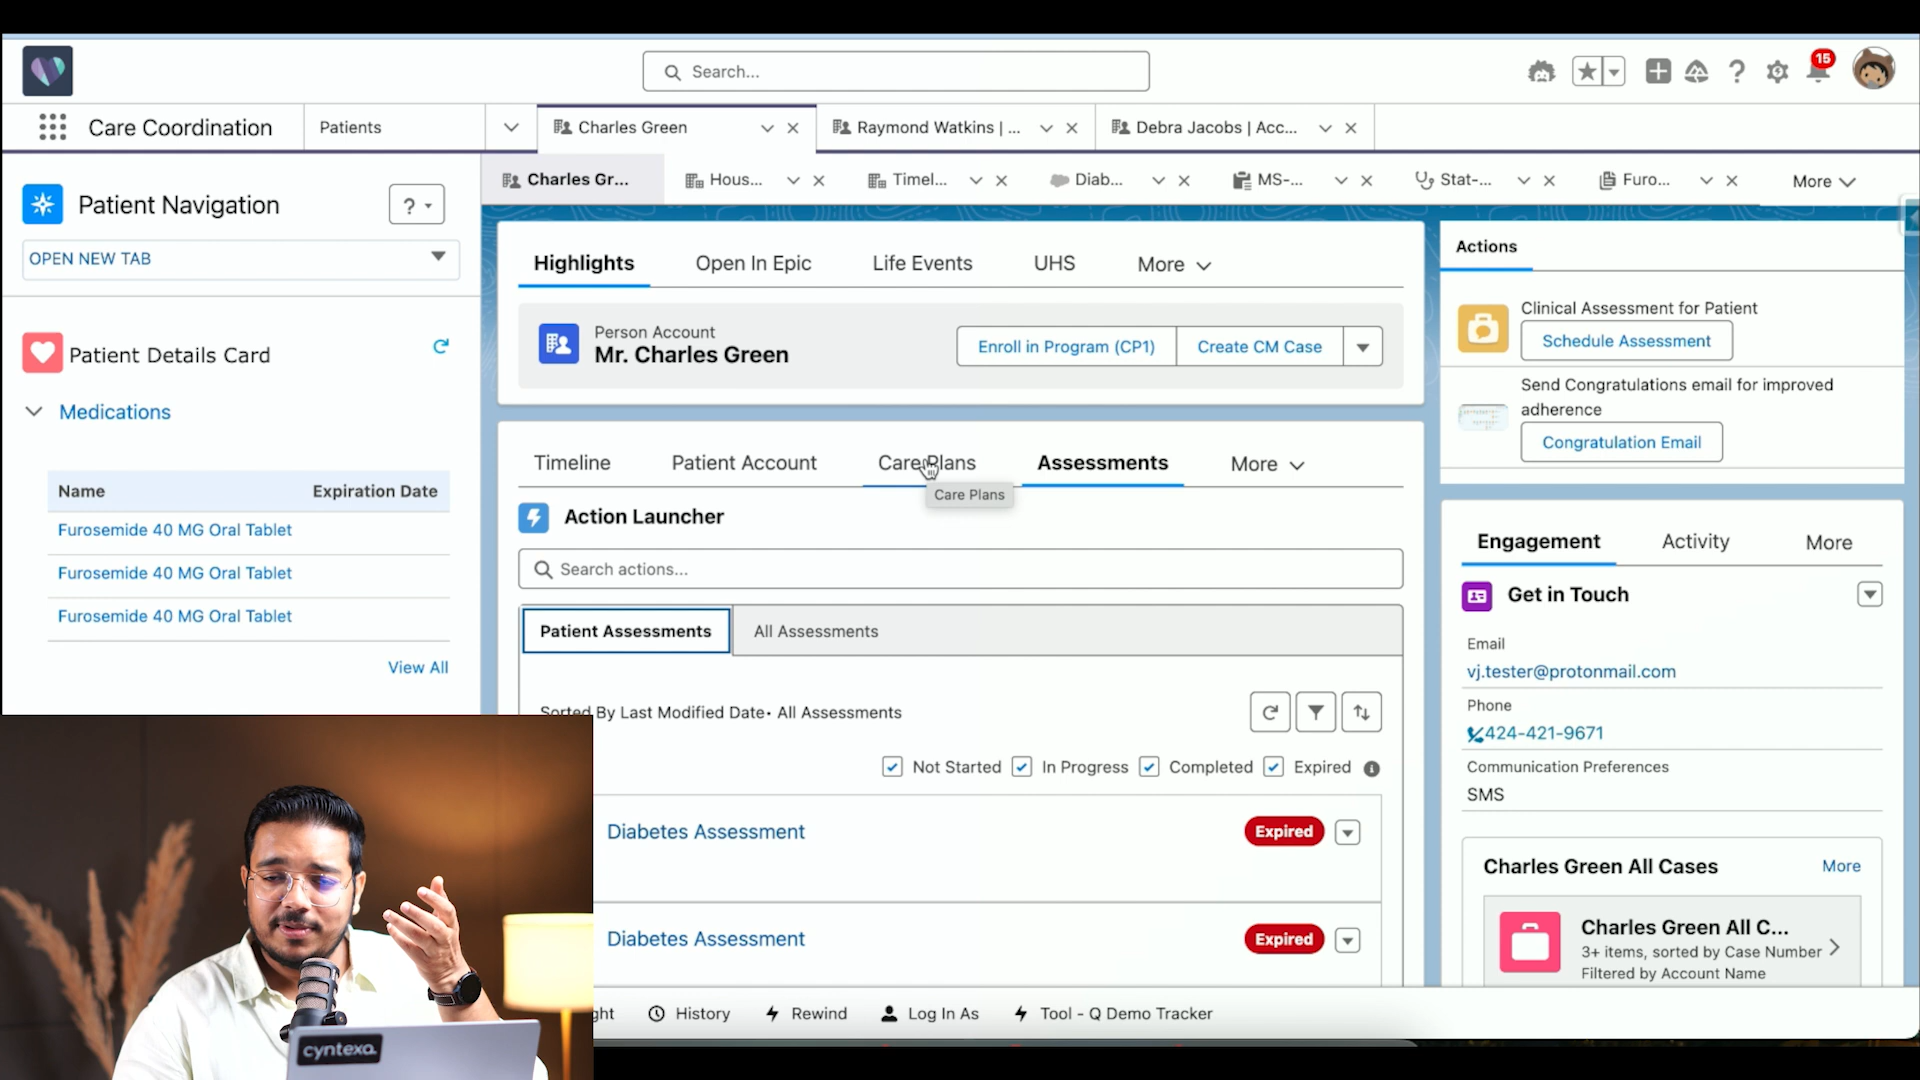 Search...
15
Care Coordination
Patients
Charles Green
Raymond Watkins | ...
Debra Jacobs | Acc...
Charles Gr...
Hous...
Timel...
Diab...
MS-...
Stat-...
Furo...
More
Patient Navigation
?
OPEN NEW TAB
Patient Details Card
Medications
Name Expiration Date
Furosemide 40 MG Oral Tablet
Furosemide 40 MG Oral Tablet
Furosemide 40 MG Oral Tablet
View All
Highlights
Open In Epic
Life Events
UHS
More
Person Account
Mr. Charles Green
Enroll in Program (CP1)
Create CM Case
Timeline
Patient Account
Care Plans
Assessments
More
Care Plans
Action Launcher
Search actions...
Patient Assessments
All Assessments
Sorted By Last Modified Date• All Assessments
Not Started
In Progress
Completed
Expired
Diabetes Assessment
Expired
Diabetes Assessment
Expired
Actions
Clinical Assessment for Patient
Schedule Assessment
Send Congratulations email for improved
adherence
Congratulation Email
Engagement
Activity
More
Get in Touch
Email
vj.tester@protonmail.com
Phone
424-421-9671
Communication Preferences
SMS
Charles Green All Cases
More
Charles Green All C...
3+ items, sorted by Case Number
Filtered by Account Name
ght
History
Rewind
Log In As
Tool - Q Demo Tracker
cyntexa.